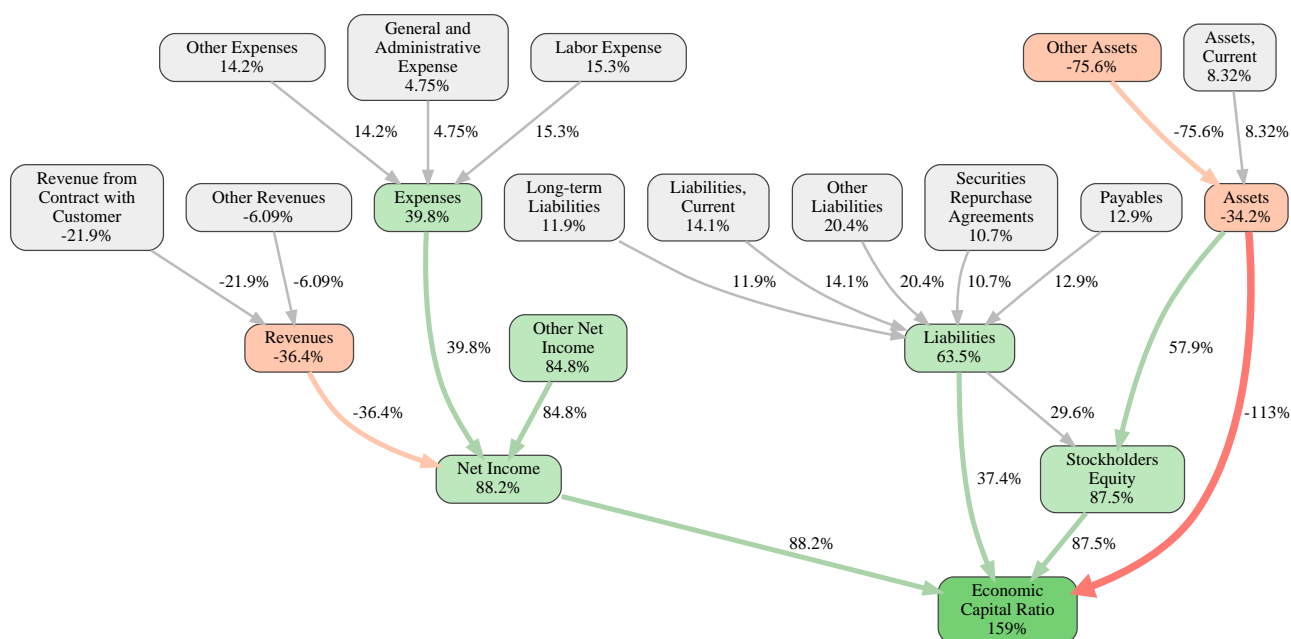 Other Expenses
14.2%
General and
Administrative
Expense
4.75%
Labor Expense
15.3%
Other Assets
-75.6%
Assets,
Current
8.32%
14.2%
4.75%
15.3%
-75.6%
8.32%
Revenue from
Contract with
Customer
-21.9%
Other Revenues
-6.09%
Expenses
39.8%
Long-term
Liabilities
11.9%
Liabilities,
Current
14.1%
Other
Liabilities
20.4%
Securities
Repurchase
Agreements
10.7%
Payables
12.9%
Assets
-34.2%
-21.9%
-6.09%
11.9%
14.1%
20.4%
10.7%
12.9%
Revenues
-36.4%
39.8%
Other Net
Income
84.8%
Liabilities
63.5%
57.9%
-36.4%
84.8%
29.6%
-113%
Net Income
88.2%
37.4%
Stockholders
Equity
87.5%
88.2%
87.5%
Economic
Capital Ratio
159%